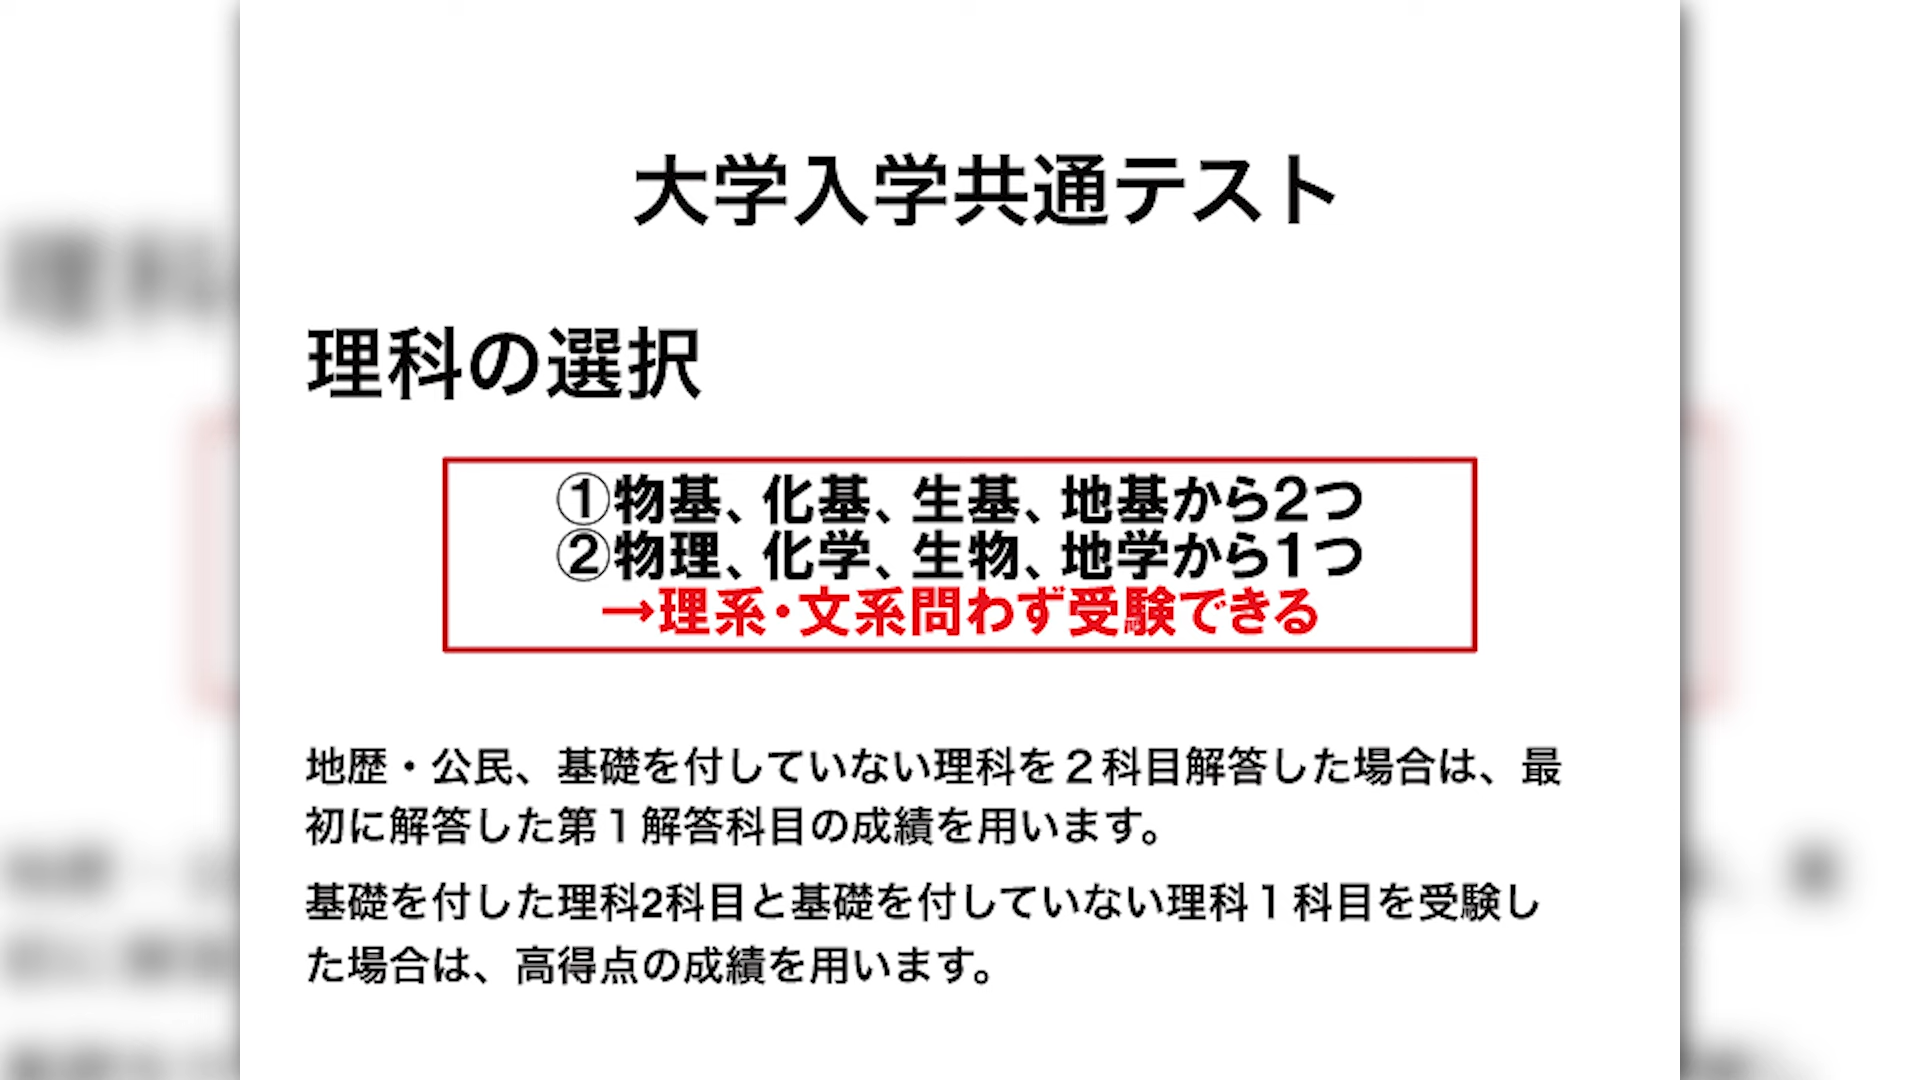 大学入学共通テスト
理科の選択
①物基、化基、生基、地基から2つ
②物理、化学、生物、地学から1つ
→理系・文系問わず受験できる
地歴・公民、基礎を付していない理科を２科目解答した場合は、最
初に解答した第１解答科目の成績を用います。
基礎を付した理科2科目と基礎を付していない理科１科目を受験し
た場合は、高得点の成績を用います。